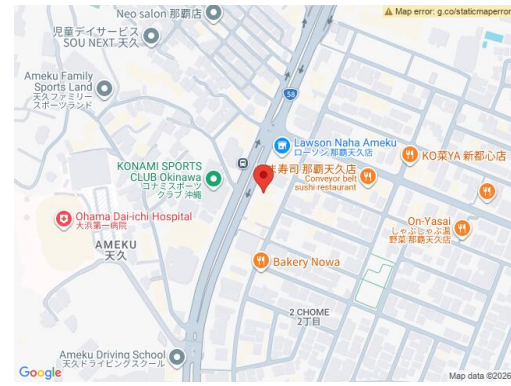 Neo salon 那覇店
Map error: g.co/staticmaperror
児童デイサービス
SOU NEXT 天久
Ameku Family
Sports Land
天久ファミリー
スポーツランド
58
Lawson Naha Ameku
ローソン 那覇天久店
KO菜YA 新都心店
KONAMI SPORTS
CLUB Okinawa
コナミスポーツ
クラブ 沖縄
寿司 那覇天久店
Conveyor belt
sushi restaurant
Ohama Dai-ichi Hospital
大浜第一病院
On-Yasai
しゃぶしゃぶ温
野菜 那覇天久店
AMEKU
天久
Bakery Nowa
2 CHOME
2丁目
Ameku Driving School
天久ドライビングスクール
Google
Map data ©2026